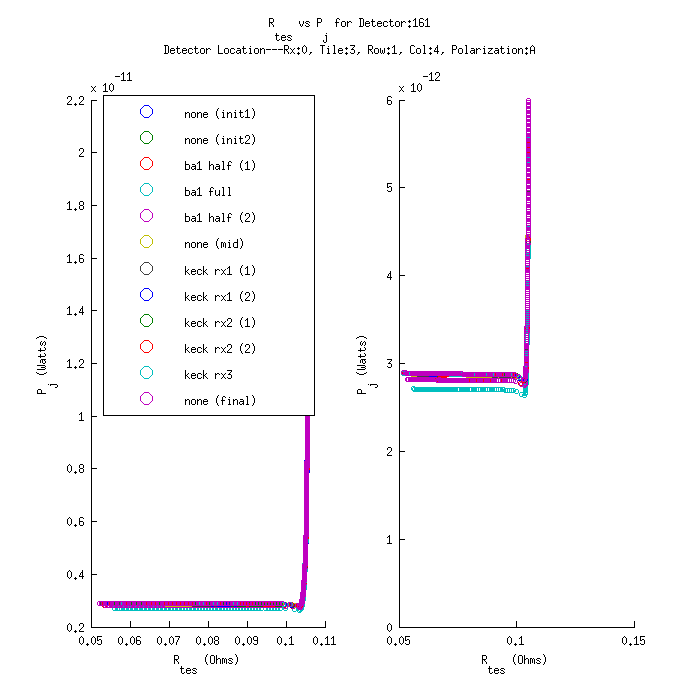 R tes vs P j for Detector:161
Detector Location---Rx:0, Tile:3, Row:1, Col:4, Polarization:A
x 10^-11
2.2
2
1.8
1.6
1.4
1.2
1
0.8
0.6
0.4
0.2
P j (Watts)
none (init1)
none (init2)
ba1 half (1)
ba1 full
ba1 half (2)
none (mid)
keck rx1 (1)
keck rx1 (2)
keck rx2 (1)
keck rx2 (2)
keck rx3
none (final)
0.05 0.06 0.07 0.08 0.09 0.1 0.11
R tes (Ohms)
x 10^-12
6
5
4
3
2
1
0
P j (Watts)
0.05 0.1 0.15
R tes (Ohms)